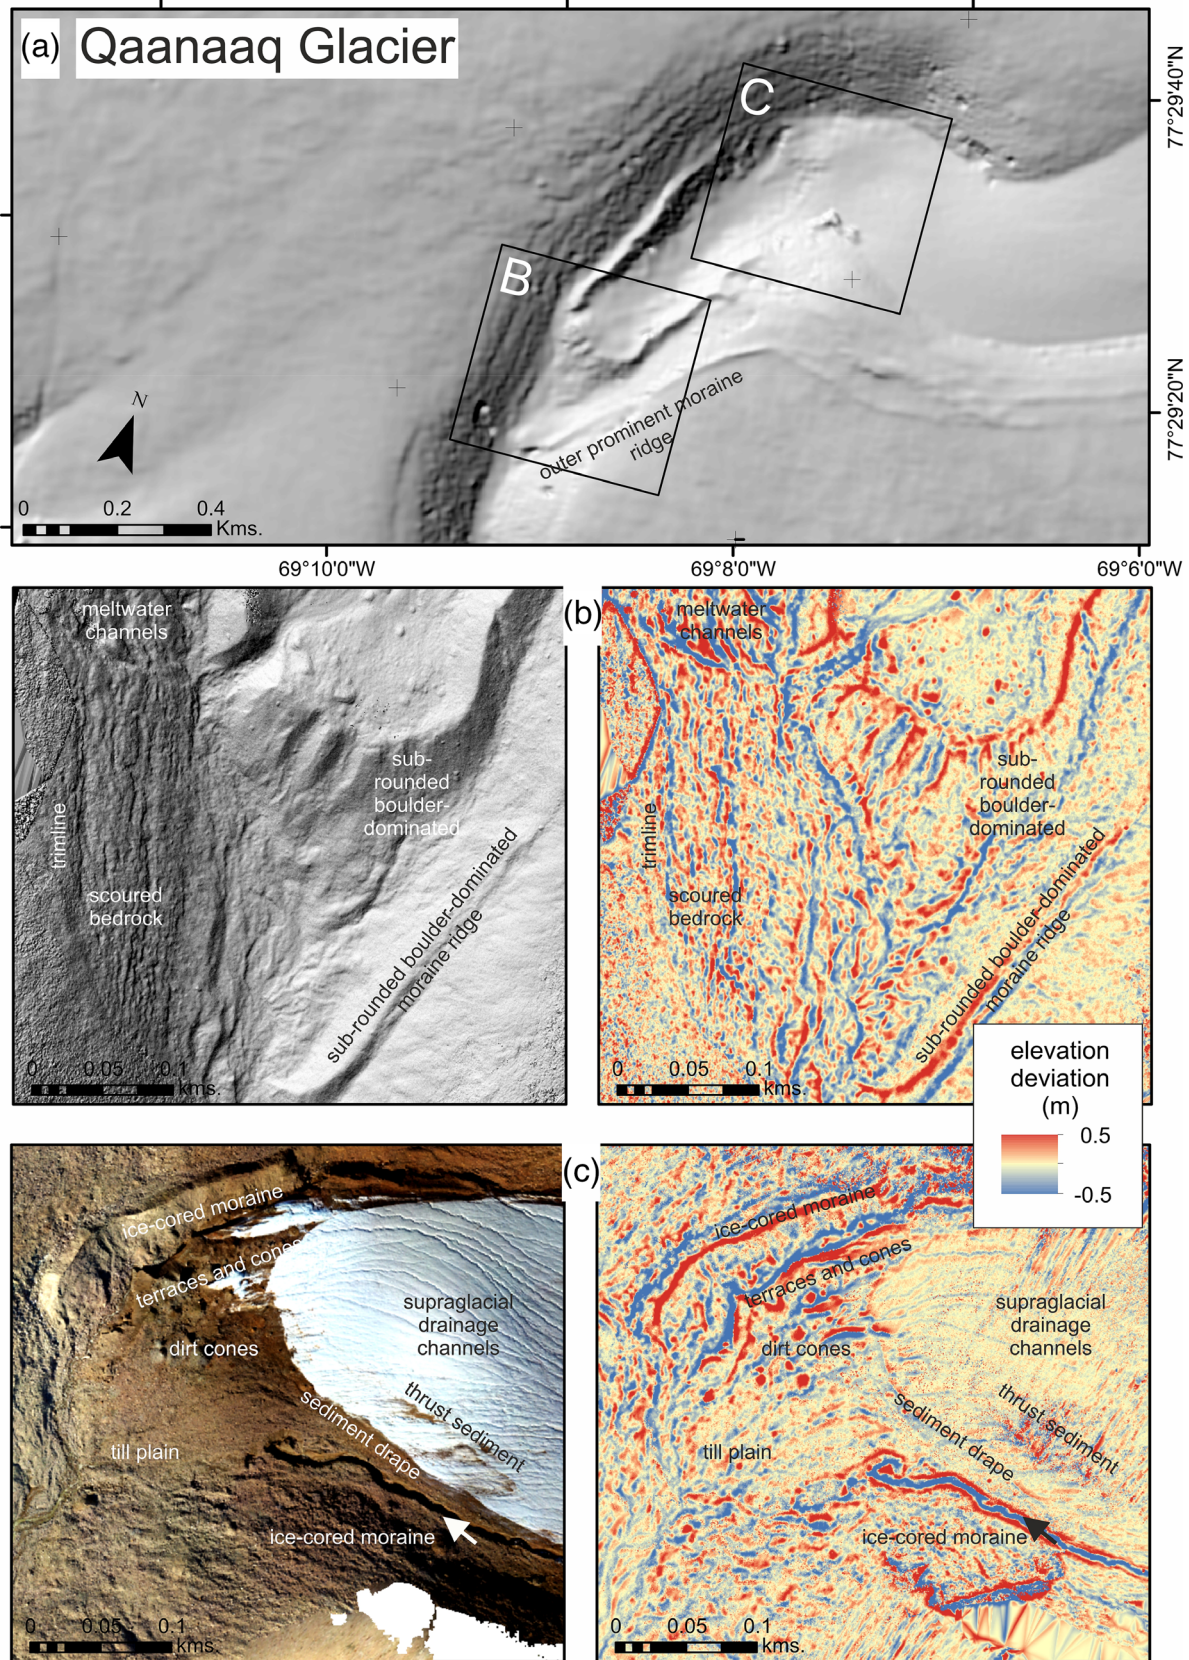 (a) Qaanaaq Glacier
C
B
77°29'40"N
77°29'20"N
outer prominent moraine
ridge
N
0 0.2 0.4
Kms.
69°10'0"W 69°8'0"W 69°6'0"W
(b)
meltwater
channels
sub-
rounded
boulder-
dominated
trimline
scoured
bedrock
sub-rounded boulder-dominated
moraine ridge
0 0.05 0.1
kms.
meltwater
channels
sub-
rounded
boulder-
dominated
trimline
scoured
bedrock
sub-rounded boulder-dominated
moraine ridge
0 0.05 0.1
kms.
elevation
deviation
(m)
0.5
-0.5
(c)
ice-cored moraine
terraces and cones
dirt cones
supraglacial
drainage
channels
thrust sediment
sediment drape
till plain
ice-cored moraine
0 0.05 0.1
kms.
ice-cored moraine
terraces and cones
dirt cones
supraglacial
drainage
channels
thrust sediment
sediment drape
till plain
ice-cored moraine
0 0.05 0.1
kms.